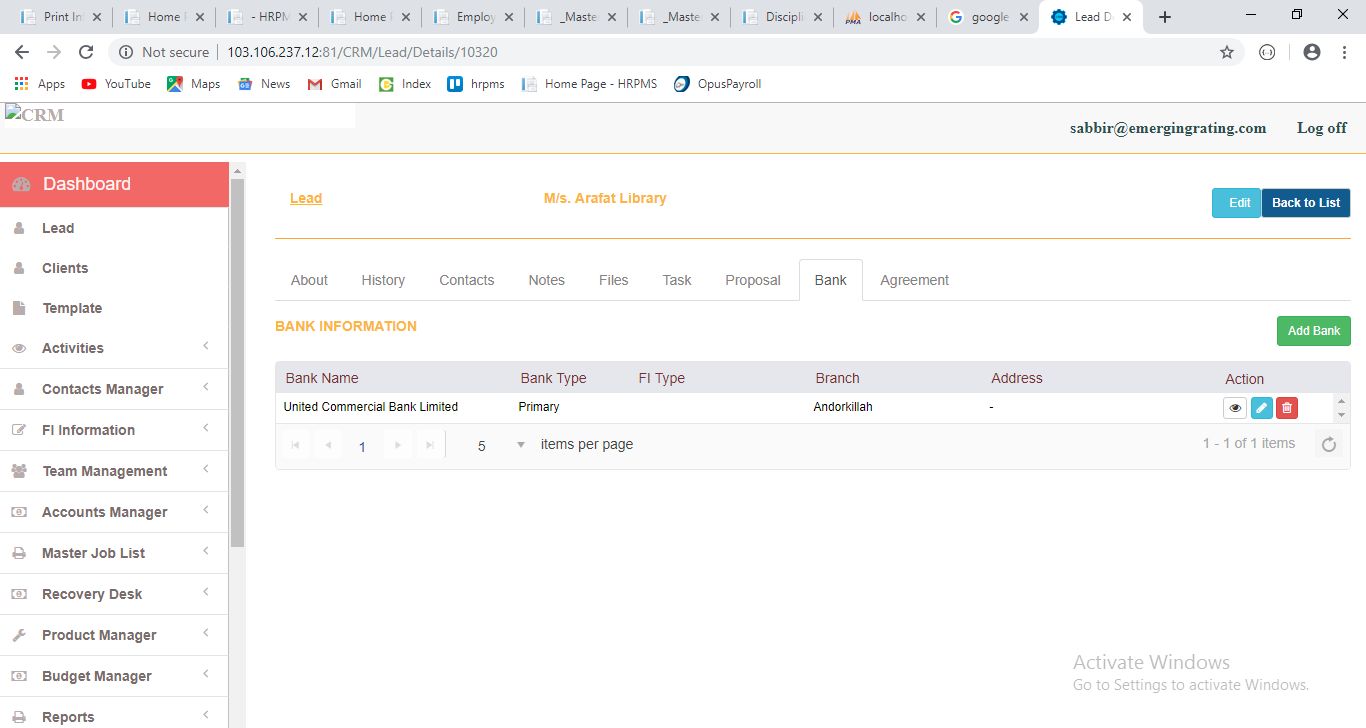 Print In
Home
- HRPM
Home
Employ
_Maste
_Maste
Discipli
localho
google
Lead D
Not secure
103.106.237.12:81/CRM/Lead/Details/10320
Apps
YouTube
Maps
News
Gmail
Index
hrpms
Home Page - HRPMS
OpusPayroll
CRM
sabbir@emergingrating.com
Log off
Dashboard
Lead
Clients
Template
Activities
Contacts Manager
FI Information
Team Management
Accounts Manager
Master Job List
Recovery Desk
Product Manager
Budget Manager
Reports
Lead
M/s. Arafat Library
Edit
Back to List
About
History
Contacts
Notes
Files
Task
Proposal
Bank
Agreement
BANK INFORMATION
Add Bank
Bank Name
Bank Type
FI Type
Branch
Address
Action
United Commercial Bank Limited
Primary
Andorkillah
-
1
5
items per page
1 - 1 of 1 items
Activate Windows
Go to Settings to activate Windows.